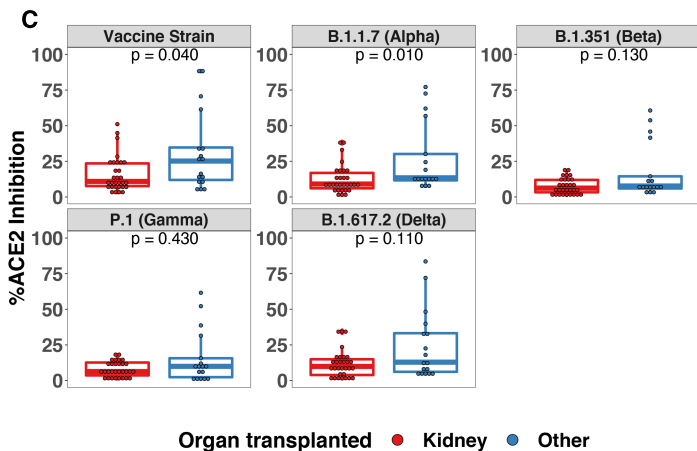 C
Vaccine Strain
B.1.1.7 (Alpha)
B.1.351 (Beta)
p = 0.040
p = 0.010
p = 0.130
100
75
50
25
0
100
75
50
25
0
100
75
50
25
0
%ACE2 Inhibition
P.1 (Gamma)
B.1.617.2 (Delta)
p = 0.430
p = 0.110
100
75
50
25
0
100
75
50
25
0
Organ transplanted Kidney Other